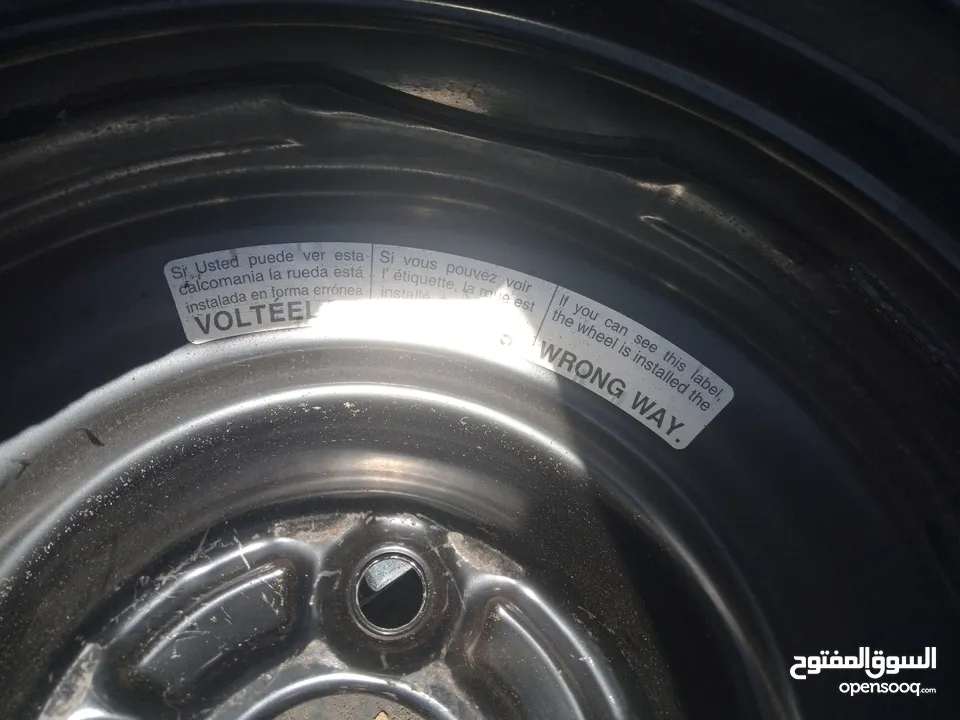 Si Usted puede ver esta
calcomania la rueda está
instalada en forma errónea
VOLTÉEL
Si vous pouvez voir
l' étiquette, la roue est
installé
If you can see this label,
the wheel is installed the
WRONG WAY.
السوق المفتوح
opensooq.com